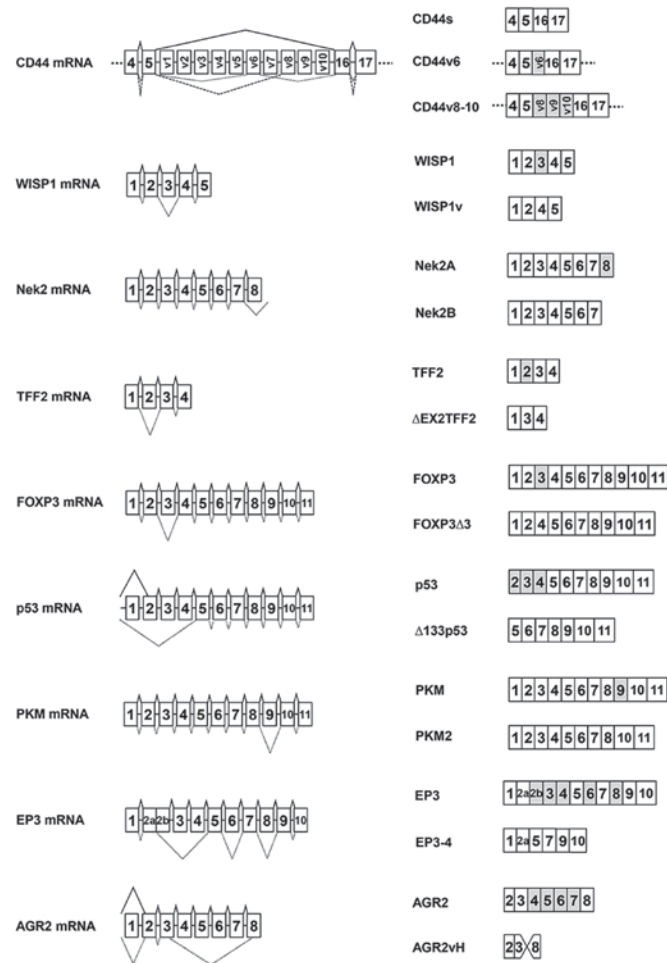 CD44s
4 5 16 17
CD44 mRNA
4 5 v1 v2 v3 v4 v5 v6 v7 v8 v9 v10 16 17
CD44v6
4 5 v6 16 17
CD44v8-10
4 5 v8 v9 v10 16 17
WISP1 mRNA
1 2 3 4 5
WISP1
1 2 3 4 5
WISP1v
1 2 4 5
Nek2 mRNA
1 2 3 4 5 6 7 8
Nek2A
1 2 3 4 5 6 7 8
Nek2B
1 2 3 4 5 6 7
TFF2 mRNA
1 2 3 4
TFF2
1 2 3 4
ΔEX2TFF2
1 3 4
FOXP3 mRNA
1 2 3 4 5 6 7 8 9 10 11
FOXP3
1 2 3 4 5 6 7 8 9 10 11
FOXP3Δ3
1 2 4 5 6 7 8 9 10 11
p53 mRNA
1 2 3 4 5 6 7 8 9 10 11
p53
2 3 4 5 6 7 8 9 10 11
Δ133p53
5 6 7 8 9 10 11
PKM mRNA
1 2 3 4 5 6 7 8 9 10 11
PKM
1 2 3 4 5 6 7 8 9 10 11
PKM2
1 2 3 4 5 6 7 8 10 11
EP3 mRNA
1 2a 2b 3 4 5 6 7 8 9 10
EP3
1 2a 2b 3 4 5 6 7 8 9 10
EP3-4
1 2a 5 7 9 10
AGR2 mRNA
1 2 3 4 5 6 7 8
AGR2
2 3 4 5 6 7 8
AGR2vH
2 3 8